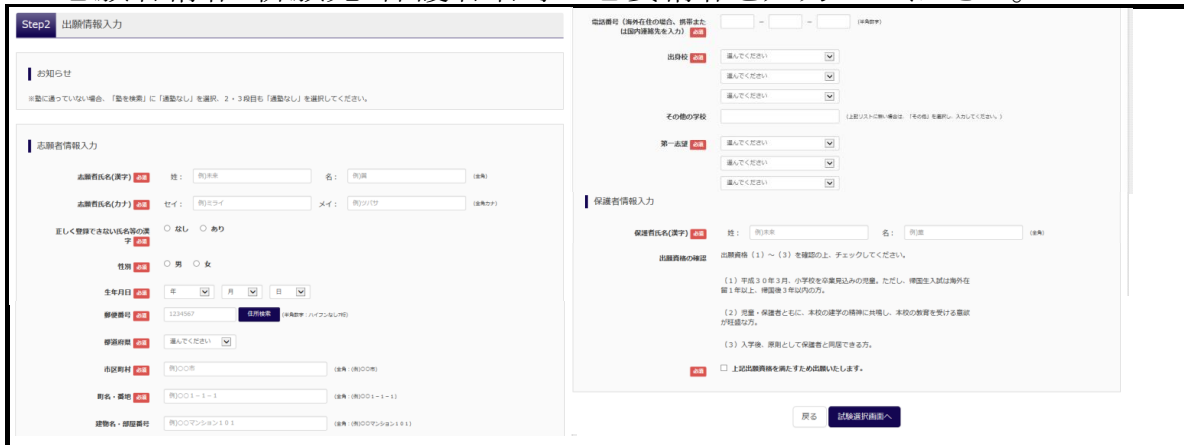 Step2 出願情報入力
お知らせ
※塾に通っていない場合、「塾を検索」に「通塾なし」を選択、2・3段目も「通塾なし」を選択してください。
志願者情報入力
志願者氏名(漢字) 必須 姓： 例)未来 名： 例)翼 (全角)
志願者氏名(カナ) 必須 セイ： 例)ミライ メイ： 例)ツバサ (全角カナ)
正しく登録できない氏名等の漢
字 必須 なし あり
性別 必須 男 女
生年月日 必須 年 月 日
郵便番号 必須 1234567 住所検索 (半角数字：ハイフンなし7桁)
都道府県 必須 選んでください
市区町村 必須 例)○○市 (全角：(例)○○市)
町名・番地 必須 例)○○1－1－1 (全角：(例)○○1－1－1)
建物名・部屋番号 例)○○マンション101 (全角：(例)○○マンション101)
電話番号（海外在住の場合、携帯また
は国内連絡先を入力） 必須 － － (半角数字)
出身校 必須 選んでください
選んでください
選んでください
その他の学校 (上記リストに無い場合は、「その他」を選択し、入力してください。)
第一志望 必須 選んでください
選んでください
選んでください
保護者情報入力
保護者氏名(漢字) 必須 姓： 例)未来 名： (全角)
出願資格の確認 出願資格（1）～（3）を確認の上、チェックしてください。
（1）平成30年3月、小学校を卒業見込みの児童。ただし、帰国生入試は海外在
留1年以上、帰国後3年以内の方。
（2）児童・保護者ともに、本校の建学の精神に共鳴し、本校の教育を受ける意欲
が旺盛な方。
（3）入学後、原則として保護者と同居できる方。
必須 上記出願資格を満たすため出願いたします。
戻る 試験選択画面へ